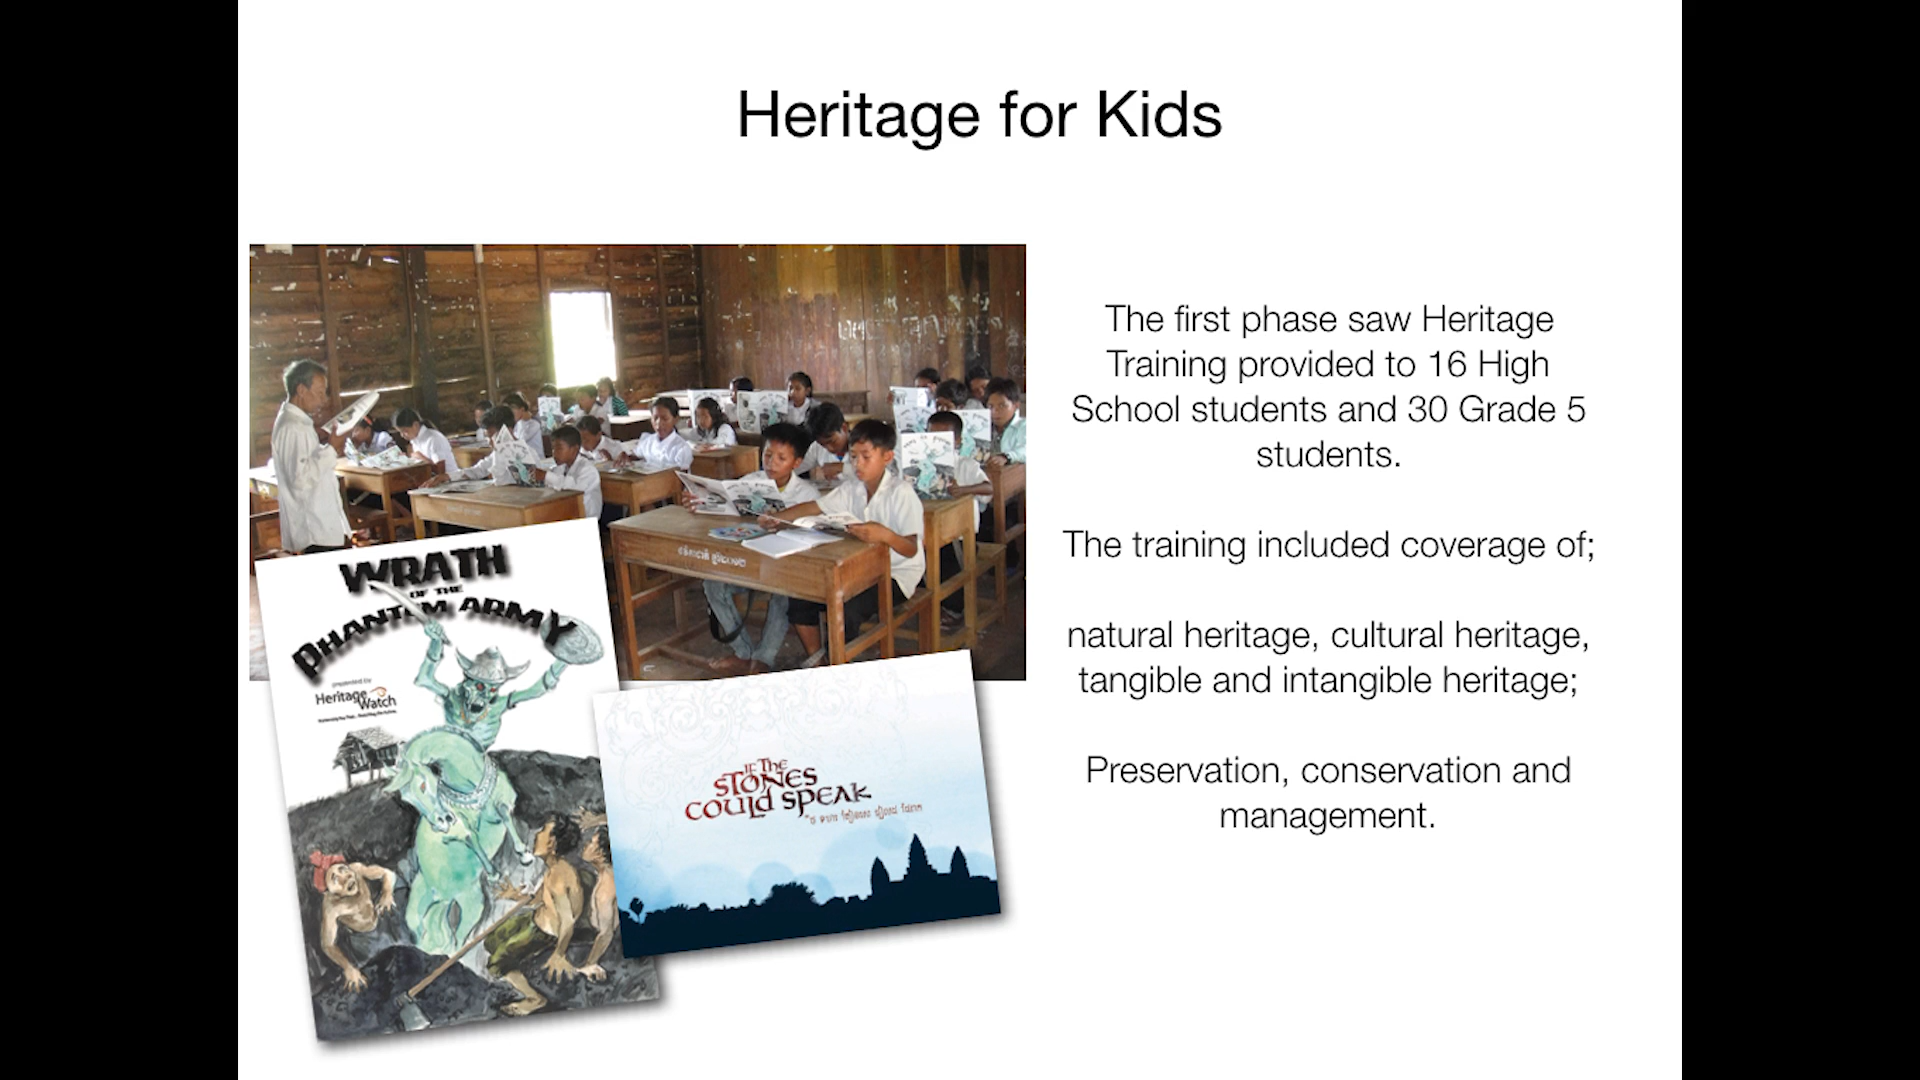 Heritage for Kids
The first phase saw Heritage
Training provided to 16 High
School students and 30 Grade 5
students.
The training included coverage of;
natural heritage, cultural heritage,
tangible and intangible heritage;
Preservation, conservation and
management.
WRATH
OF THE
PHANTOM ARMY
presented by
Heritage
Watch
IF THE
STONES
COULD SPEAK